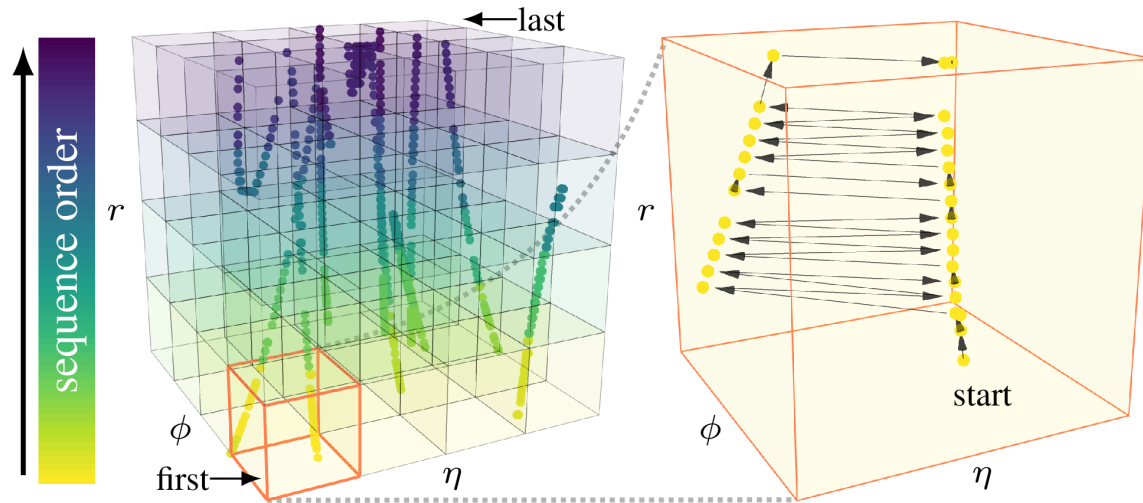 last
sequence order
r
r
ϕ
first
η
start
ϕ
η